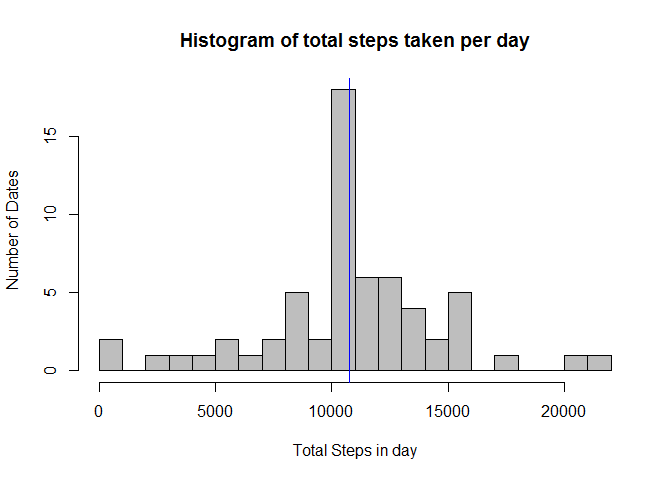 Histogram of total steps taken per day
Number of Dates
15
10
5
0
0 5000 10000 15000 20000
Total Steps in day